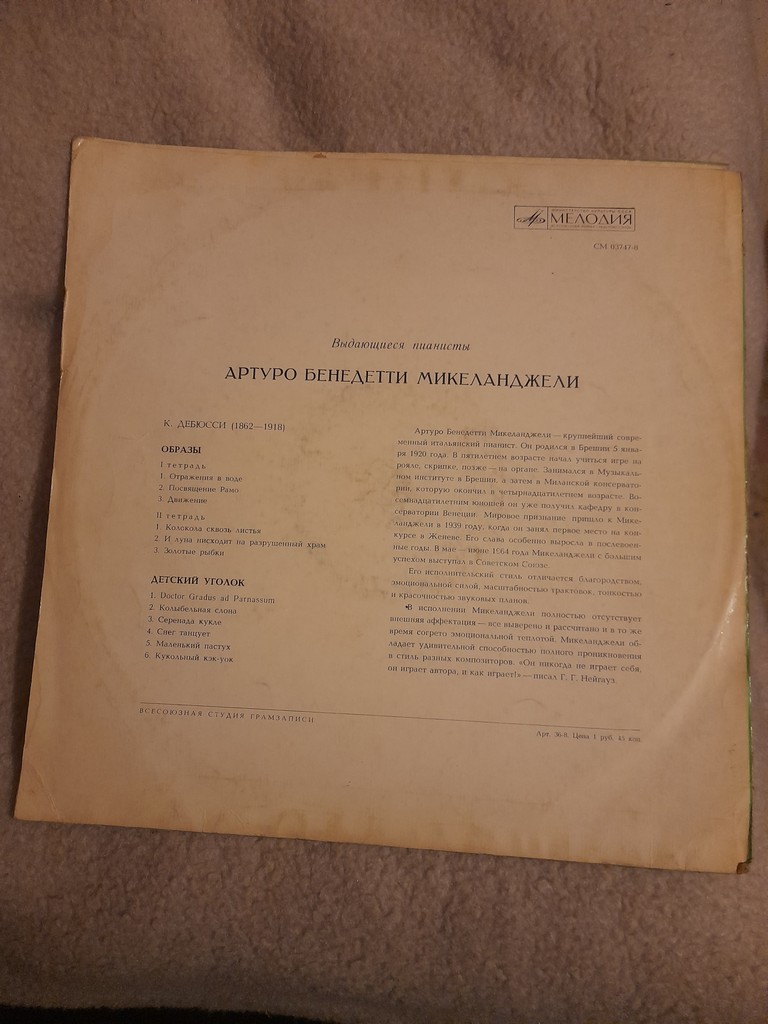 МЕЛОДИЯ
СМ 02747-8
Выдающиеся пианисты
АРТУРО БЕНЕДЕТТИ МИКЕЛАНДЖЕЛИ
К. ДЕБЮССИ (1862—1918)
ОБРАЗЫ
I тетрадь
1. Отражения в воде
2. Посвящение Рамо
3. Движение
II тетрадь
1. Колокола сквозь листья
2. И луна нисходит на разрушенный храм
3. Золотые рыбки
ДЕТСКИЙ УГОЛОК
1. Doctor Gradus ad Parnassum
2. Колыбельная слона
3. Серенада кукле
4. Снег танцует
5. Маленький пастух
6. Кукольный кэк-уок
Артуро Бенедетти Микеланджели — крупнейший совре-
менный итальянский пианист. Он родился в Брешии 5 янва-
ря 1920 года. В пятилетнем возрасте начал учиться игре на
рояле, скрипке, позже — на органе. Занимался в Музыкаль-
ном институте в Брешии, а затем в Миланской консервато-
рии, которую окончил в четырнадцатилетнем возрасте. Во-
семнадцатилетним юношей он уже получил кафедру в кон-
серватории Венеции. Мировое признание пришло к Мике-
ланджели в 1939 году, когда он занял первое место на кон-
курсе в Женеве. Его слава особенно выросла в послевоен-
ные годы. В мае — июне 1964 года Микеланджели с большим
успехом выступал в Советском Союзе.
Его исполнительский стиль отличается благородством,
эмоциональной силой, масштабностью трактовок, тонкостью
и красочностью звуковых планов.
В исполнении Микеланджели полностью отсутствует
внешняя аффектация — все выверено и рассчитано и в то же
время согрето эмоциональной теплотой. Микеланджели об-
ладает удивительной способностью полного проникновения
в стиль разных композиторов. «Он никогда не играет себя,
он играет автора, и как играет!» — писал Г. Г. Нейгауз.
ВСЕСОЮЗНАЯ СТУДИЯ ГРАМЗАПИСИ
Арт. 36-8. Цена 1 руб. 45 коп.